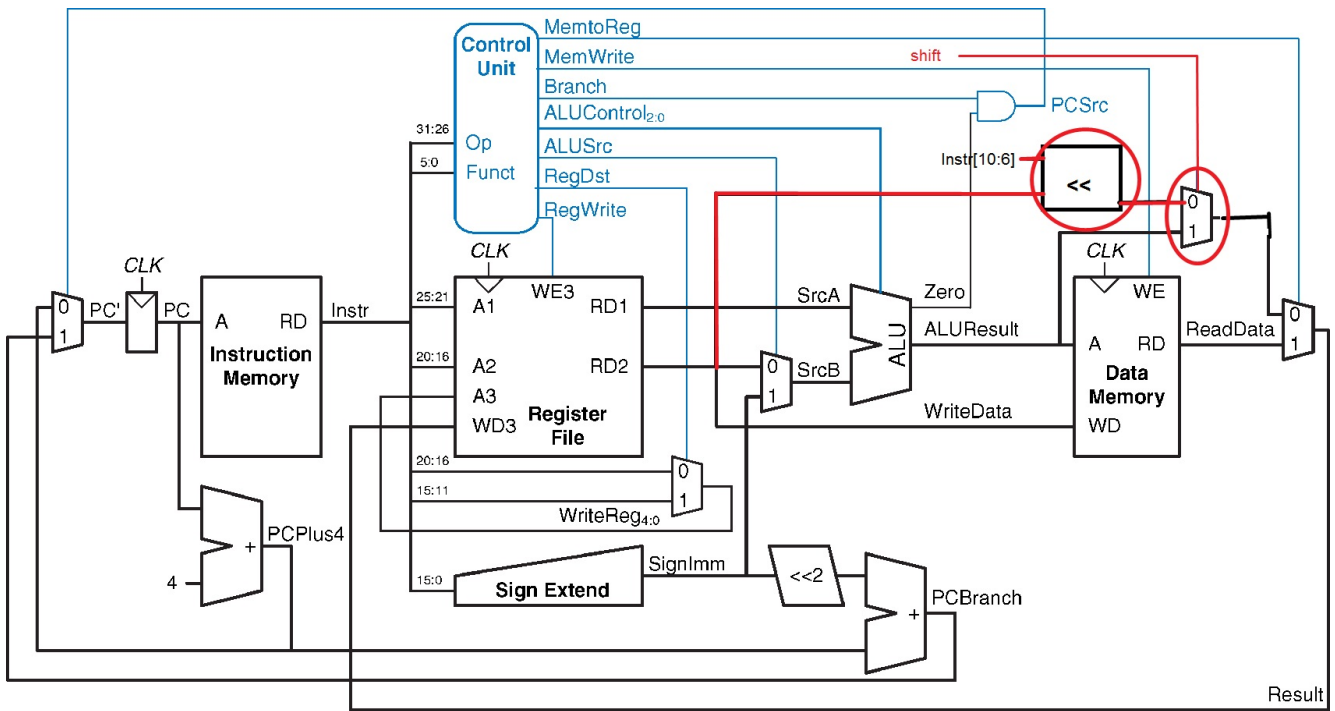 MemtoReg
Control
Unit
MemWrite
shift
Branch
PCSrc
ALUControl2:0
31:26
Op
ALUSrc
Instr[10:6]
5:0
Funct
RegDst
<<
RegWrite
0
1
CLK
CLK
CLK
WE3
Zero
WE
0
1
PC'
PC
A
RD
Instruction
Memory
Instr
25:21
A1
RD1
SrcA
ALU
ALUResult
A
RD
ReadData
0
1
20:16
A2
RD2
0
1
SrcB
Data
Memory
A3
WD3
Register
File
WriteData
WD
20:16
0
15:11
1
WriteReg4:0
PCPlus4
+
4
15:0
Sign Extend
SignImm
<<2
PCBranch
+
Result